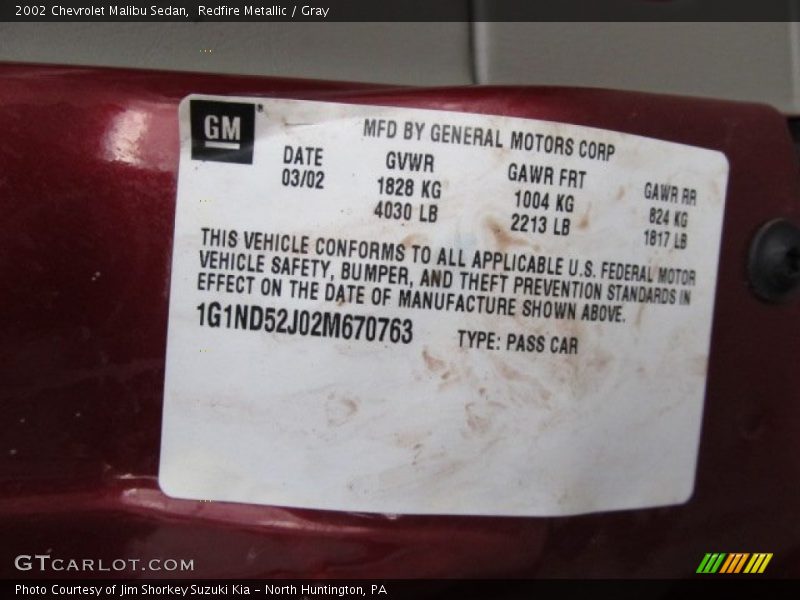 2002 Chevrolet Malibu Sedan,  Redfire Metallic / Gray
GM
MFD BY GENERAL MOTORS CORP
DATE GVWR GAWR FRT GAWR RR
03/02 1828 KG 1004 KG 824 KG
4030 LB 2213 LB 1817 LB
THIS VEHICLE CONFORMS TO ALL APPLICABLE U.S. FEDERAL MOTOR
VEHICLE SAFETY, BUMPER, AND THEFT PREVENTION STANDARDS IN
EFFECT ON THE DATE OF MANUFACTURE SHOWN ABOVE.
1G1ND52J02M670763 TYPE: PASS CAR
GTCARLOT.COM
Photo Courtesy of Jim Shorkey Suzuki Kia – North Huntington, PA